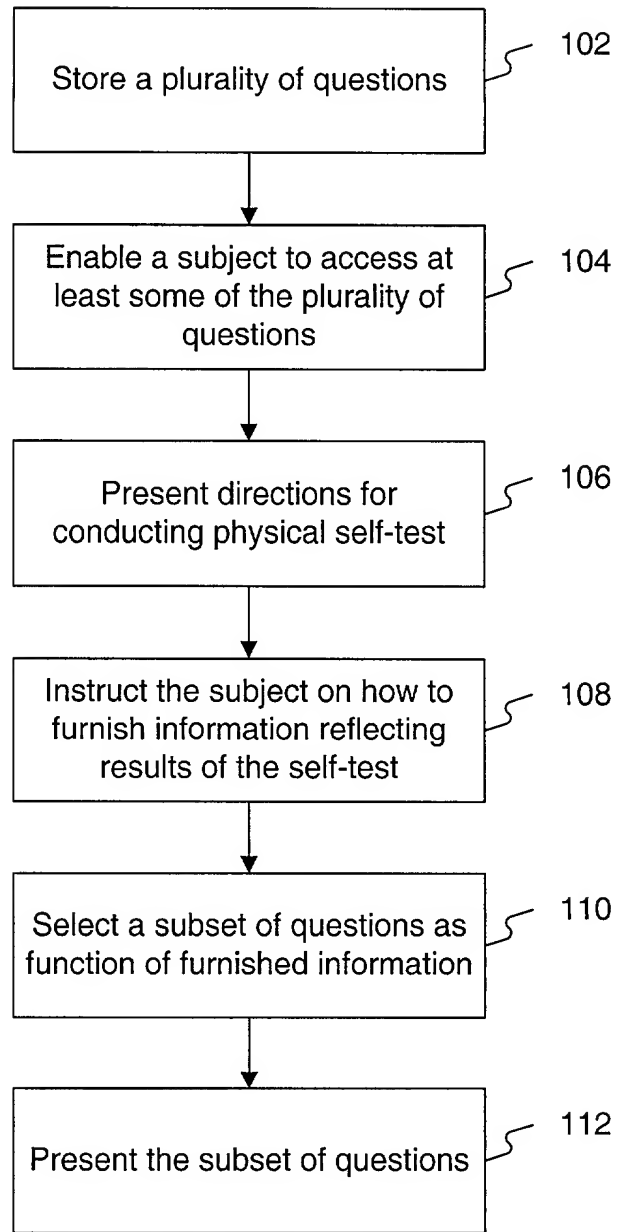 Store a plurality of questions
102
Enable a subject to access at
least some of the plurality of
questions
104
Present directions for
conducting physical self-test
106
Instruct the subject on how to
furnish information reflecting
results of the self-test
108
Select a subset of questions as
function of furnished information
110
Present the subset of questions
112